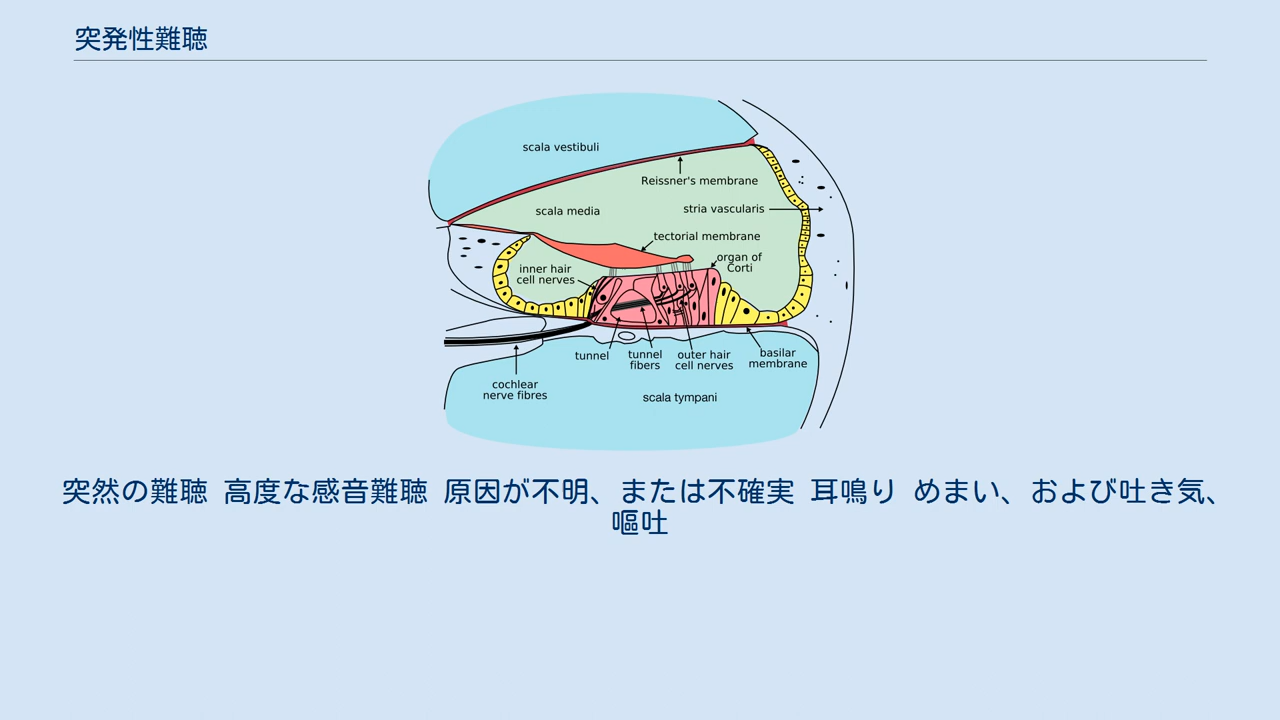 突発性難聴
scala vestibuli
Reissner's membrane
scala media
stria vascularis
tectorial membrane
organ of
Corti
inner hair
cell nerves
tunnel
tunnel
fibers
outer hair
cell nerves
basilar
membrane
cochlear
nerve fibres
scala tympani
突然の難聴 高度な感音難聴 原因が不明、または不確実 耳鳴り めまい、および吐き気、
嘔吐